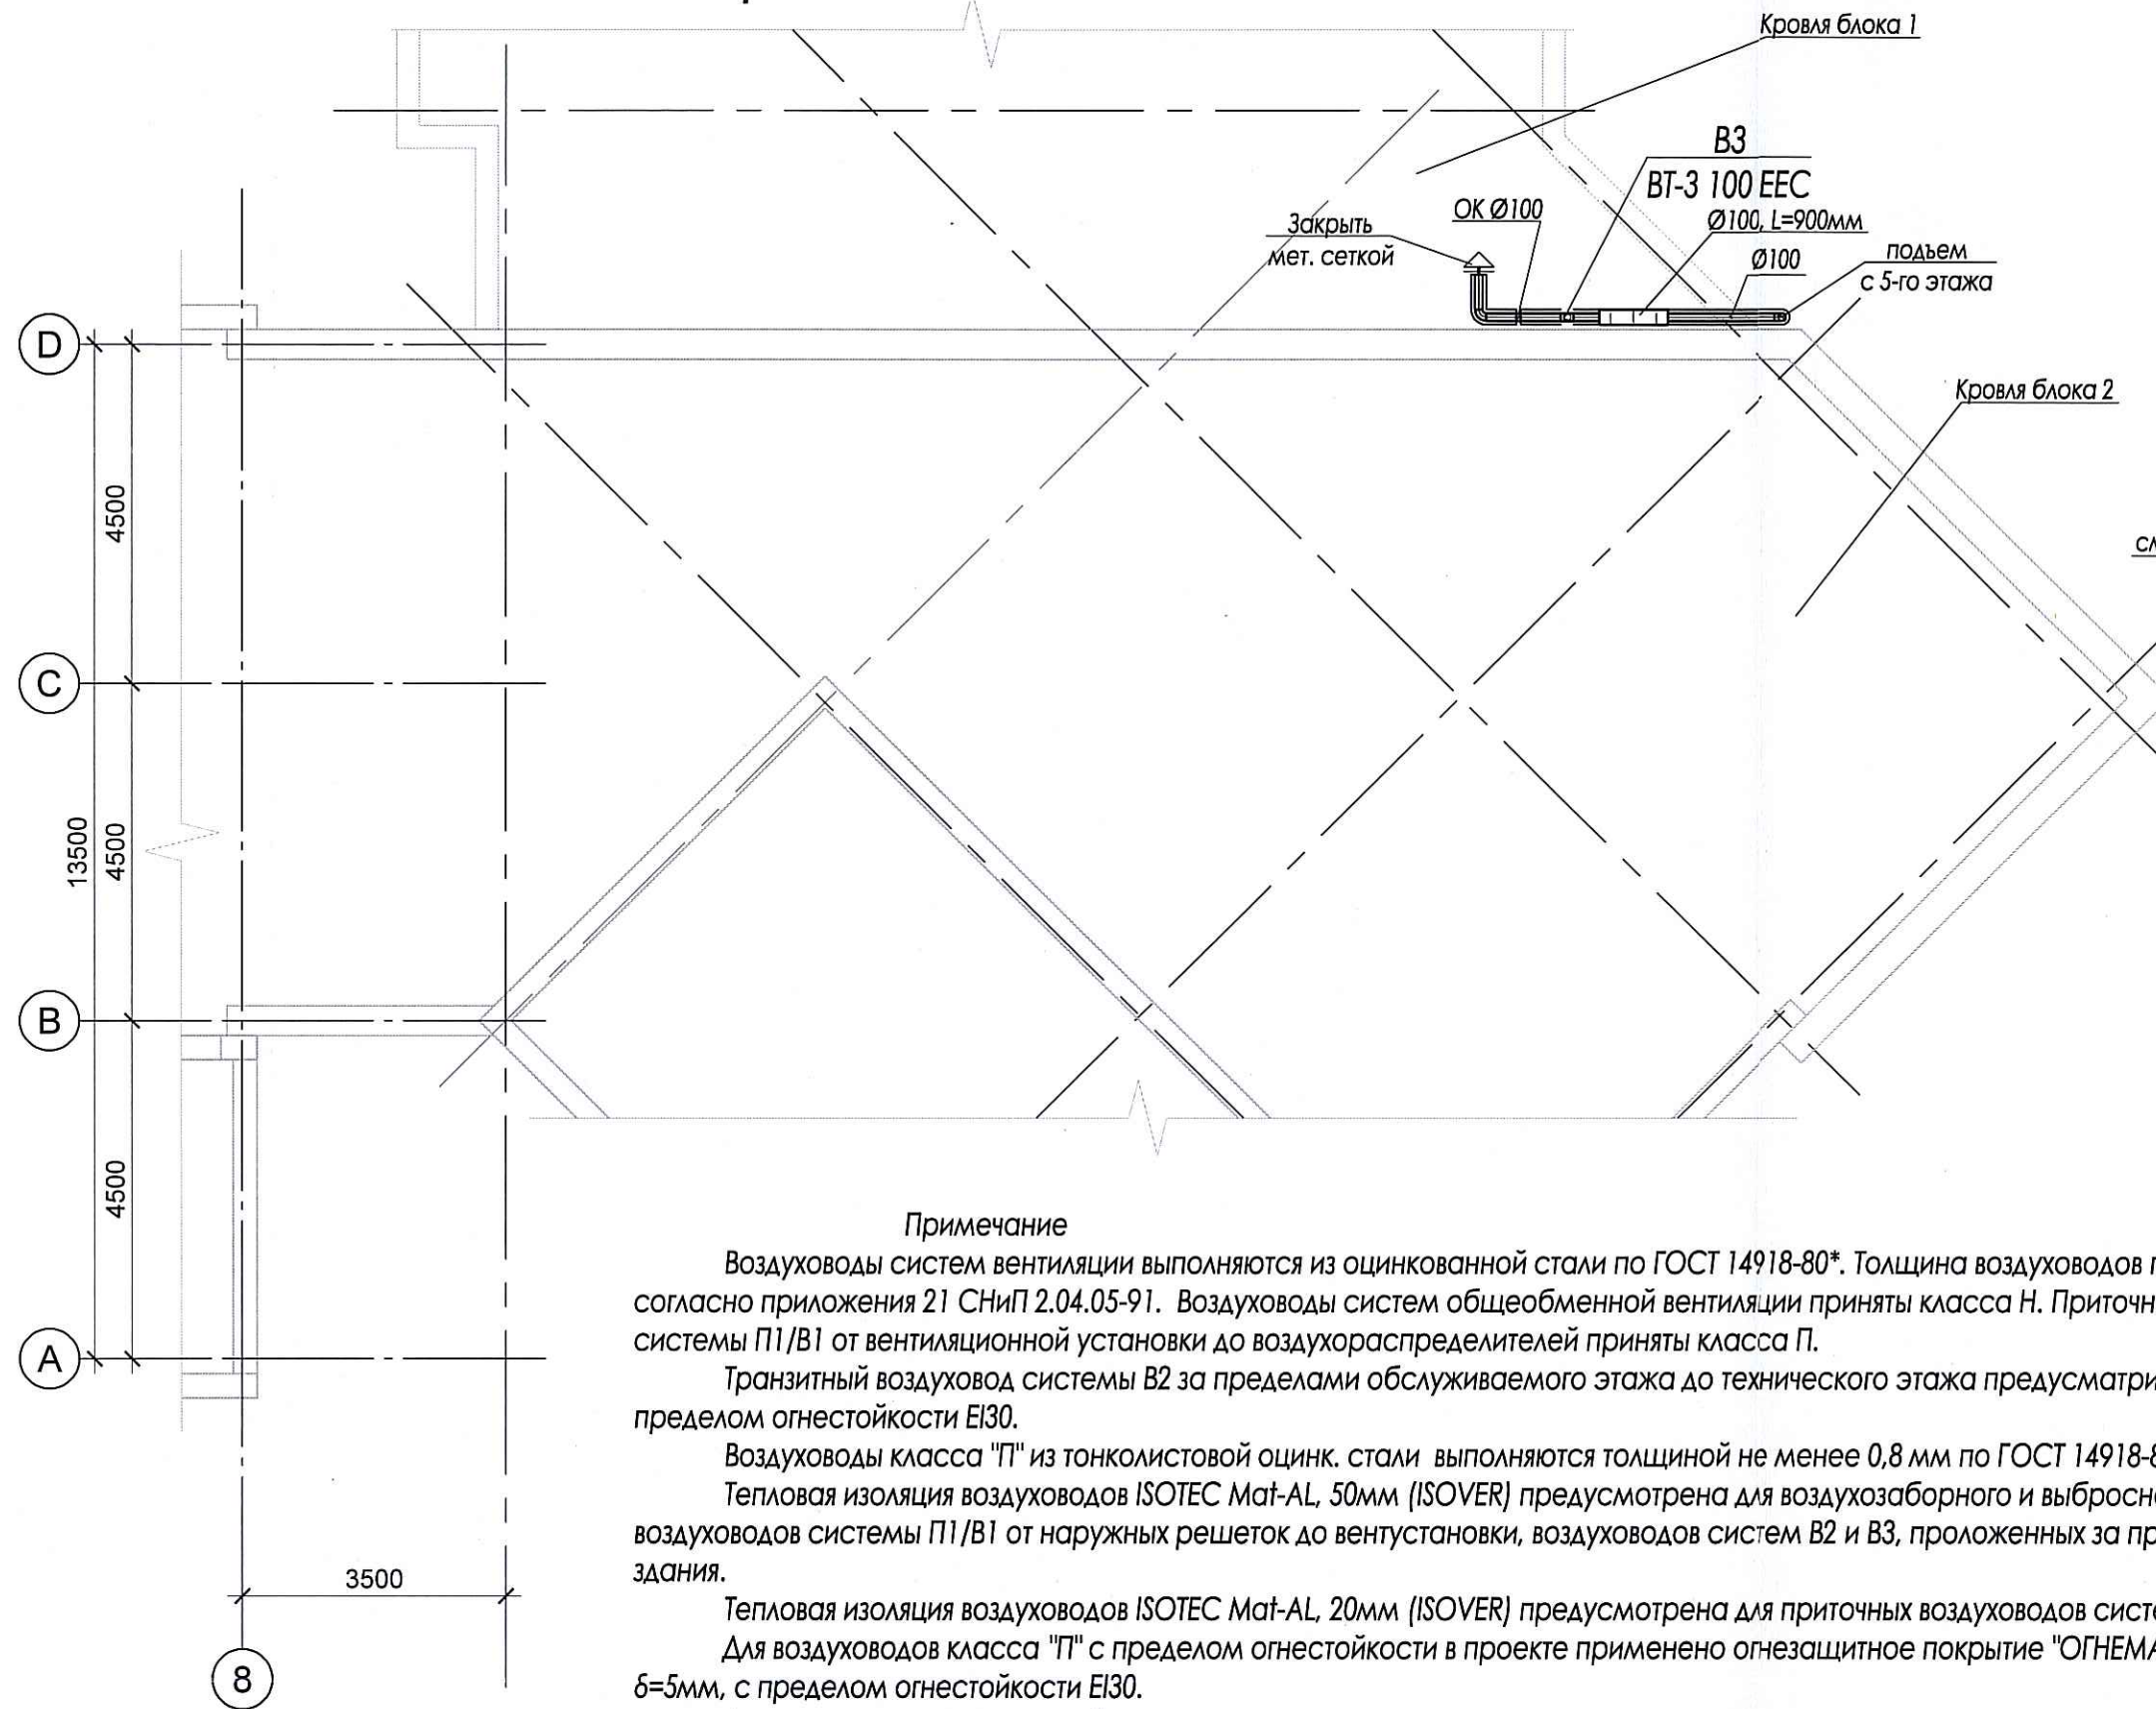 Кровля блока 1
В3
ВТ-3 100 EEC
ОК Ø100
Ø100, L=900мм
Закрыть
мет. сеткой
Ø100
подъем
с 5-го этажа
D
Кровля блока 2
4500
C
13500
4500
B
4500
A
3500
8
Примечание
Воздуховоды систем вентиляции выполняются из оцинкованной стали по ГОСТ 14918-80*. Толщина воздуховодов
согласно приложения 21 СНиП 2.04.05-91. Воздуховоды систем общеобменной вентиляции приняты класса Н. Приточн
системы П1/В1 от вентиляционной установки до воздухораспределителей приняты класса П.
Транзитный воздуховод системы В2 за пределами обслуживаемого этажа до технического этажа предусматри
пределом огнестойкости EI30.
Воздуховоды класса "П" из тонколистовой оцинк. стали выполняются толщиной не менее 0,8 мм по ГОСТ 14918-8
Тепловая изоляция воздуховодов ISOTEC Mat-AL, 50мм (ISOVER) предусмотрена для воздухозаборного и выбросн
воздуховодов системы П1/В1 от наружных решеток до вентустановки, воздуховодов систем В2 и В3, проложенных за пр
здания.
Тепловая изоляция воздуховодов ISOTEC Mat-AL, 20мм (ISOVER) предусмотрена для приточных воздуховодов сист
Для воздуховодов класса "П" с пределом огнестойкости в проекте применено огнезащитное покрытие "ОГНЕМА
δ=5мм, с пределом огнестойкости EI30.